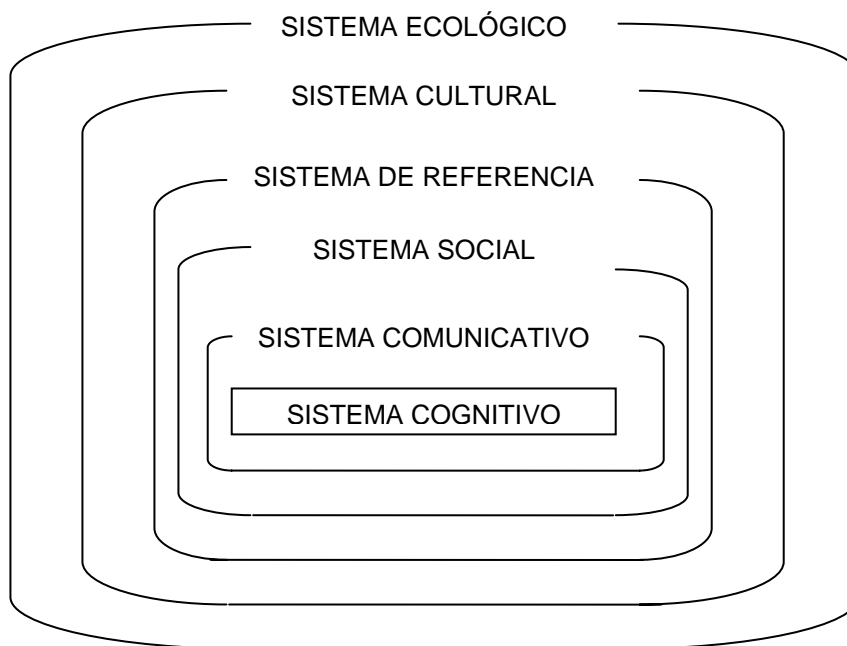 SISTEMA ECOLÓGICO
SISTEMA CULTURAL
SISTEMA DE REFERENCIA
SISTEMA SOCIAL
SISTEMA COMUNICATIVO
SISTEMA COGNITIVO